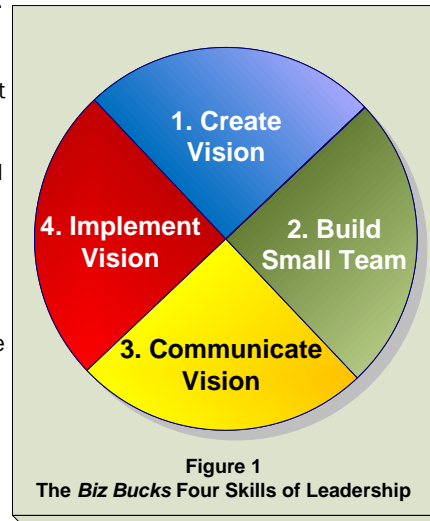 1. Create
Vision
2. Build
Small Team
3. Communicate
Vision
4. Implement
Vision
Figure 1
The Biz Bucks Four Skills of Leadership